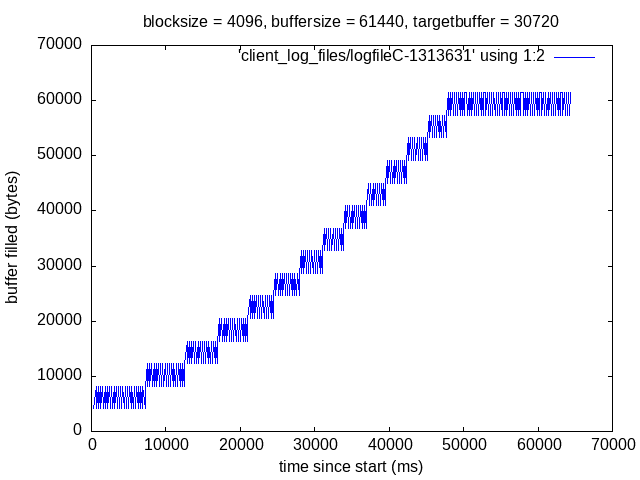 blocksize = 4096, buffersize = 61440, targetbuffer = 30720
'client_log_files/logfileC-1313631' using 1:2
buffer filled (bytes)
70000
60000
50000
40000
30000
20000
10000
0
0 10000 20000 30000 40000 50000 60000 70000
time since start (ms)